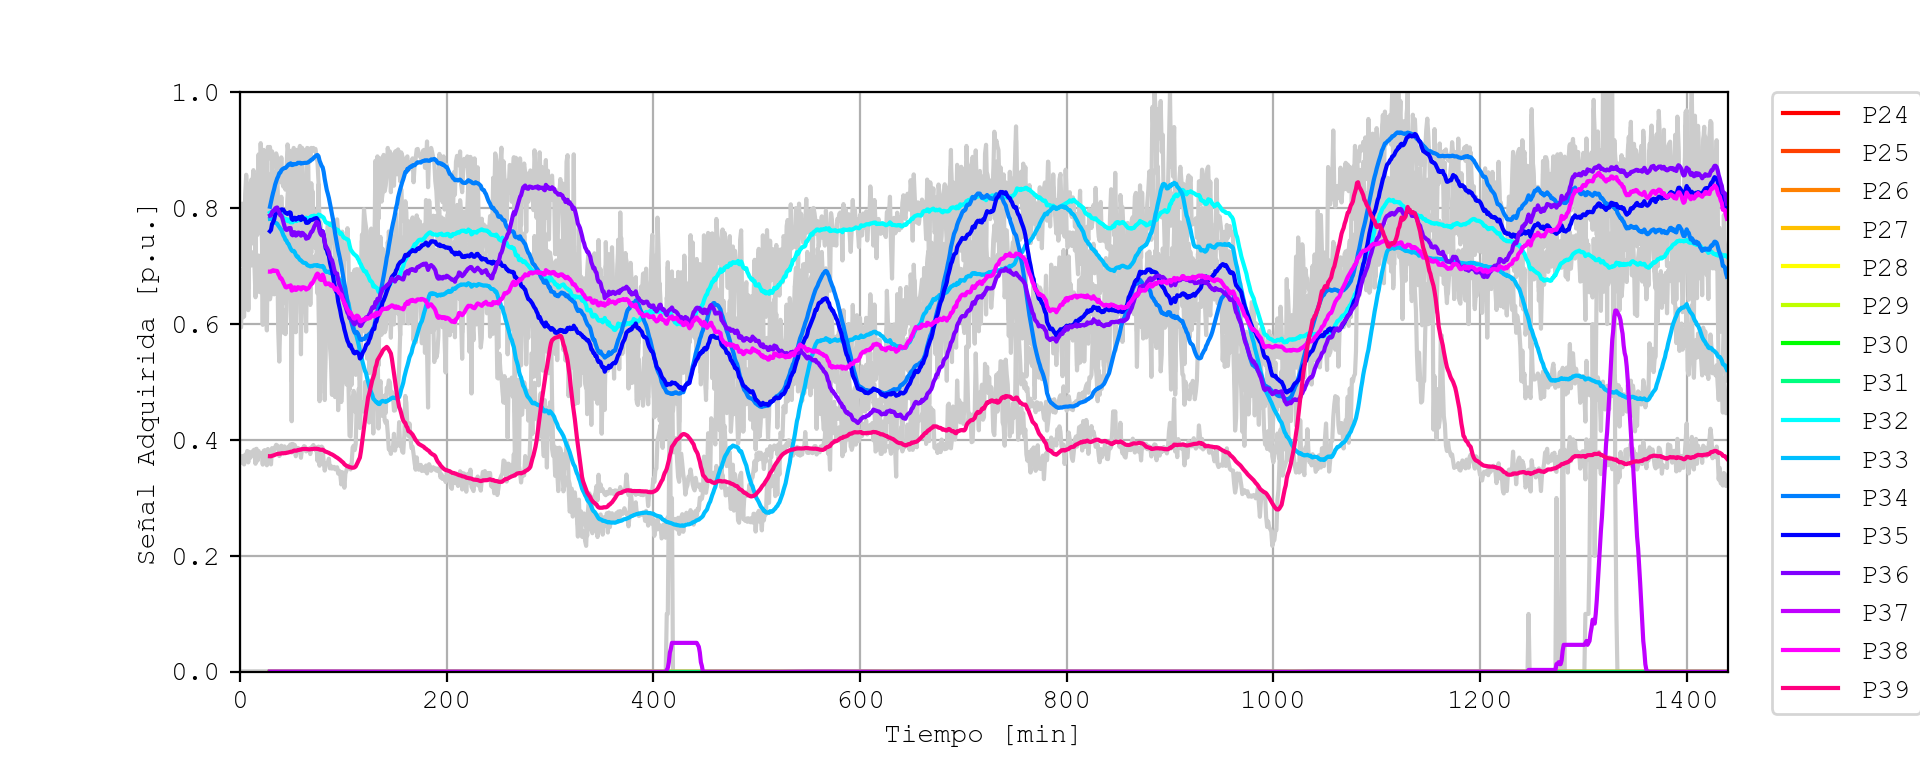 Señal Adquirida [p.u.]
1.0
0.8
0.6
0.4
0.2
0.0
0 200 400 600 800 1000 1200 1400
Tiempo [min]
P24
P25
P26
P27
P28
P29
P30
P31
P32
P33
P34
P35
P36
P37
P38
P39